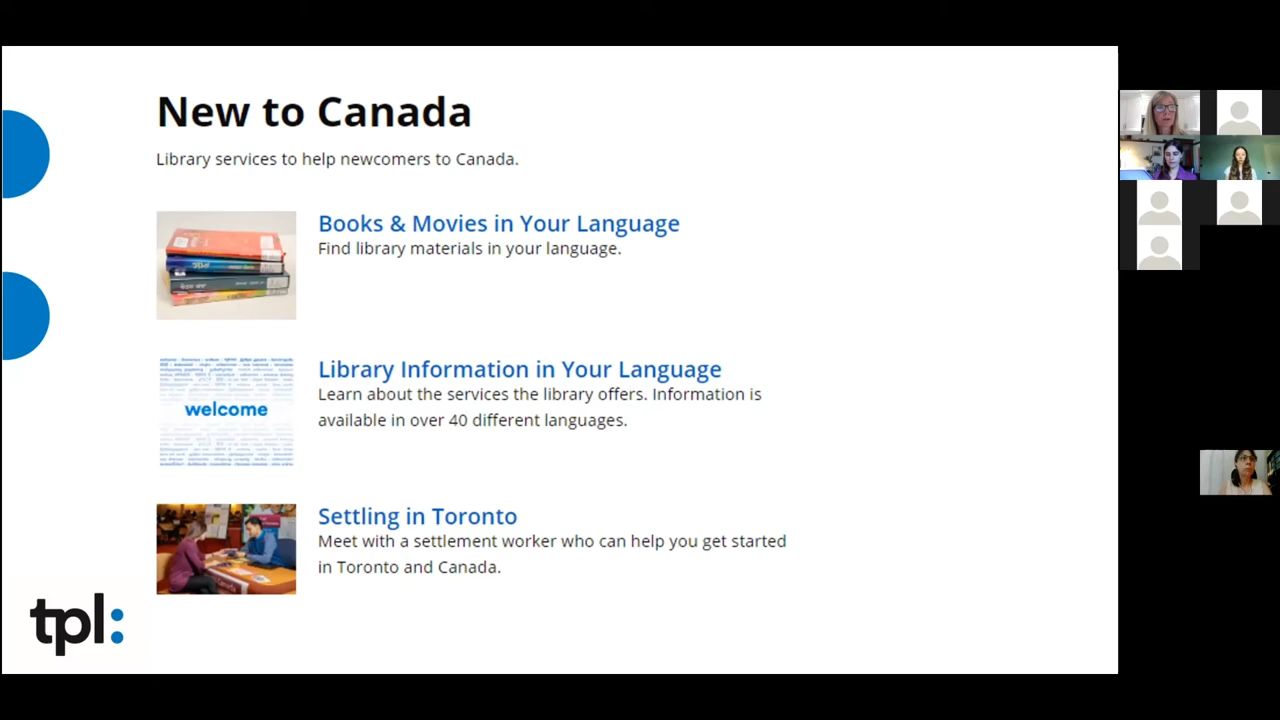 New to Canada
Library services to help newcomers to Canada.
Books & Movies in Your Language
Find library materials in your language.
Library Information in Your Language
Learn about the services the library offers. Information is
available in over 40 different languages.
welcome
Settling in Toronto
Meet with a settlement worker who can help you get started
in Toronto and Canada.
tpl: